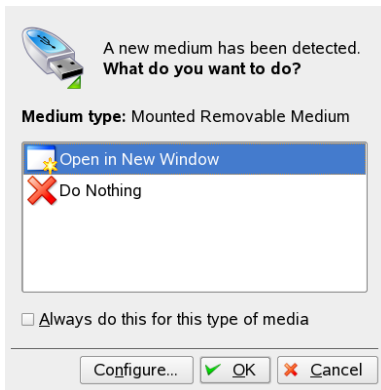 A new medium has been detected.
What do you want to do?
Medium type: Mounted Removable Medium
Open in New Window
Do Nothing
Always do this for this type of media
Configure... OK Cancel